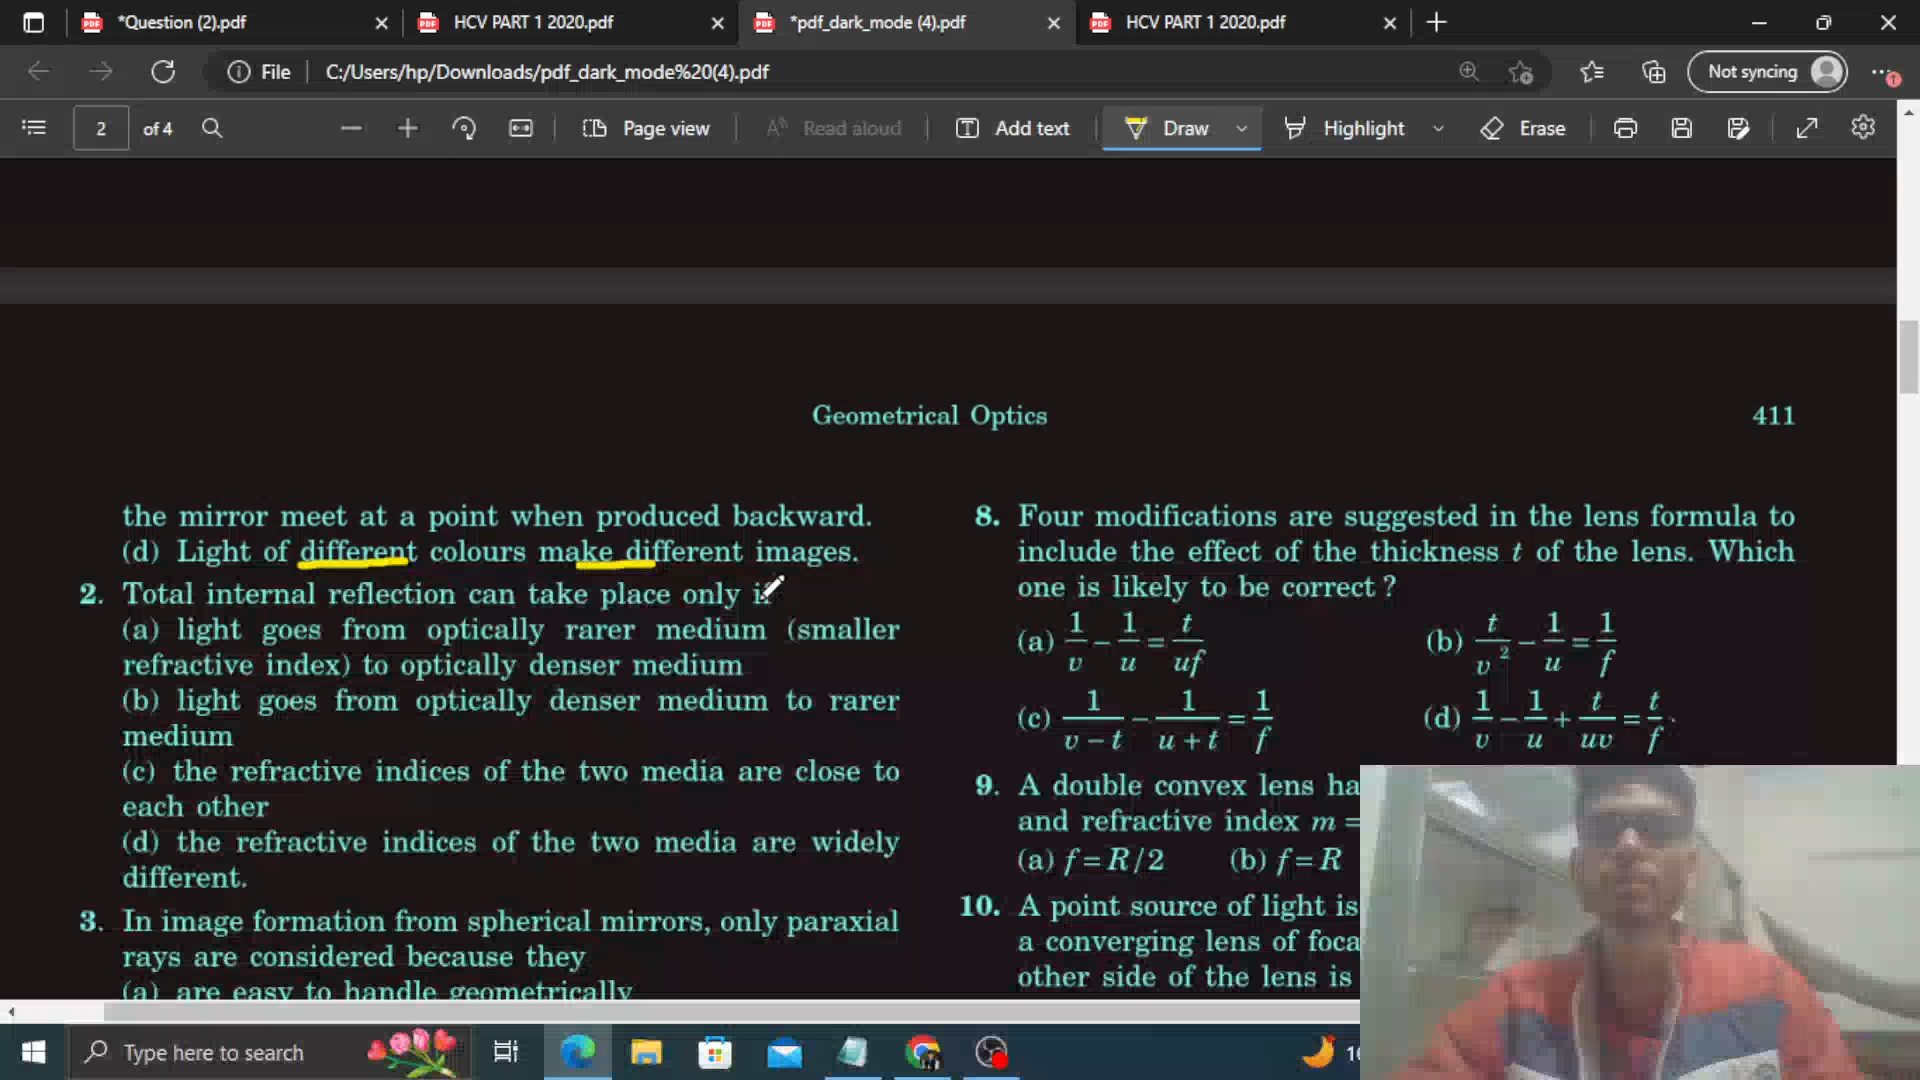 *Question (2).pdf
HCV PART 1 2020.pdf
*pdf_dark_mode (4).pdf
HCV PART 1 2020.pdf
File
C:/Users/hp/Downloads/pdf_dark_mode%20(4).pdf
Not syncing
1
2 of 4
Page view
Read aloud
Add text
Draw
Highlight
Erase
Geometrical Optics
411
the mirror meet at a point when produced backward.
(d) Light of different colours make different images.
2. Total internal reflection can take place only if
(a) light goes from optically rarer medium (smaller
refractive index) to optically denser medium
(b) light goes from optically denser medium to rarer
medium
(c) the refractive indices of the two media are close to
each other
(d) the refractive indices of the two media are widely
different.
3. In image formation from spherical mirrors, only paraxial
rays are considered because they
(a) are easy to handle geometrically
8. Four modifications are suggested in the lens formula to
include the effect of the thickness t of the lens. Which
one is likely to be correct ?
(a) 1/v − 1/u = t/uf
(b) t/v² − 1/u = 1/f
(c) 1/(v − t) − 1/(u + t) = 1/f
(d) 1/v − 1/u + t/uv = t/f ·
9. A double convex lens ha
and refractive index m =
(a) f = R/2 (b) f = R
10. A point source of light is
a converging lens of foca
other side of the lens is
Type here to search